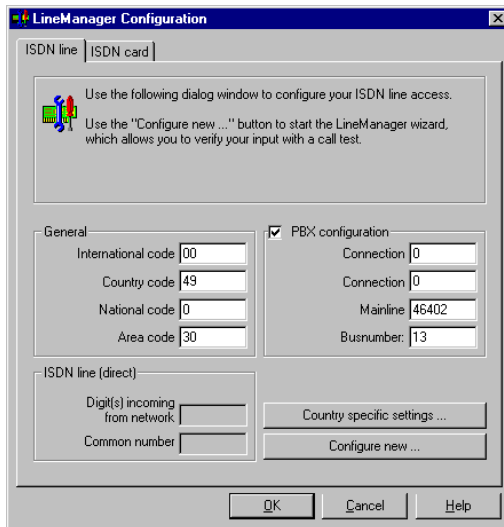 LineManager Configuration
ISDN line
ISDN card
Use the following dialog window to configure your ISDN line access.
Use the "Configure new ..." button to start the LineManager wizard,
which allows you to verify your input with a call test.
General
International code 00
Country code 49
National code 0
Area code 30
PBX configuration
Connection 0
Connection 0
Mainline 46402
Busnumber: 13
ISDN line (direct)
Digit(s) incoming
from network
Common number
Country specific settings ...
Configure new ...
OK
Cancel
Help